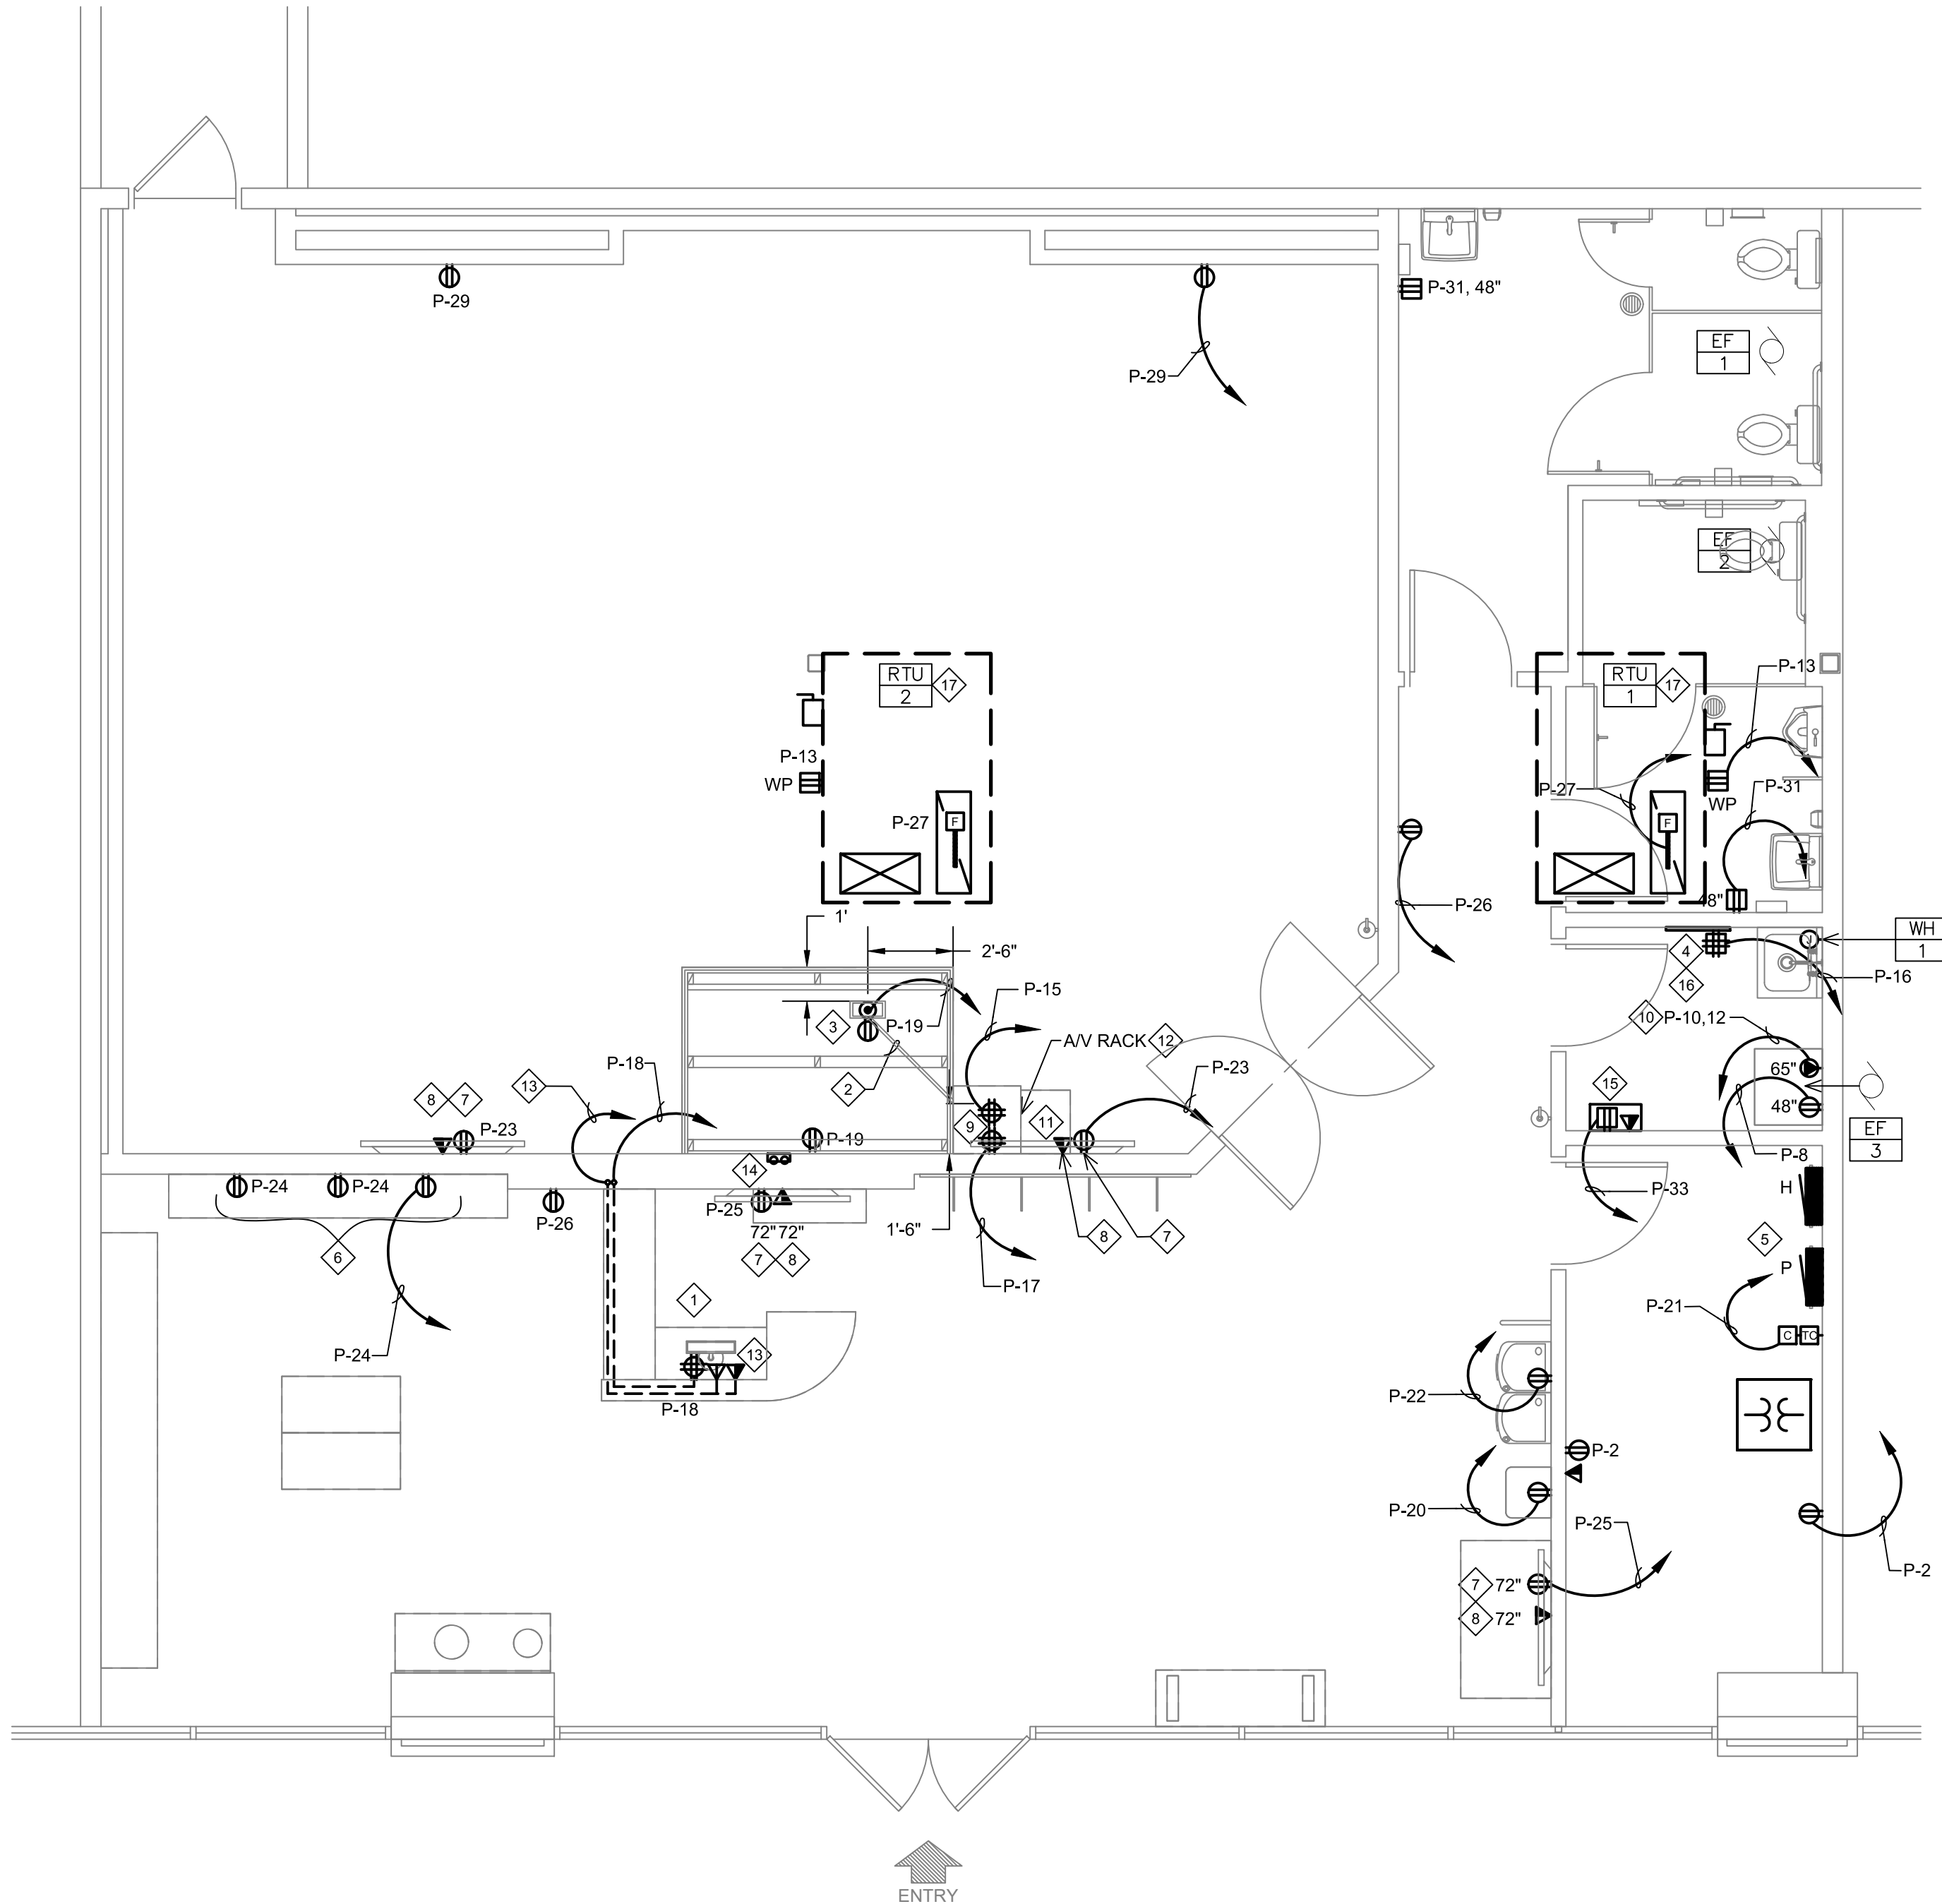 P-29
P-29
P-31, 48"
EF
1
EF
2
RTU
2
17
RTU
1
17
P-13
P-13
WP
P-27
F
P-27
F
WP
P-31
48"
P-26
1'
2'-6"
WH
1
4
16
P-16
P-15
3
P-19
10
P-10,12
A/V RACK
12
P-18
13
2
P-23
65"
48"
8
7
P-23
P-19
9
11
15
EF
3
P-8
14
P-24
P-24
P-26
P-25
72"
72"
7
8
1'-6"
8
7
P-33
H
5
P
6
P-17
1
P-21
C
TC
P-24
13
P-18
P-22
P-2
P-20
P-25
P-2
7
72"
8
72"
ENTRY